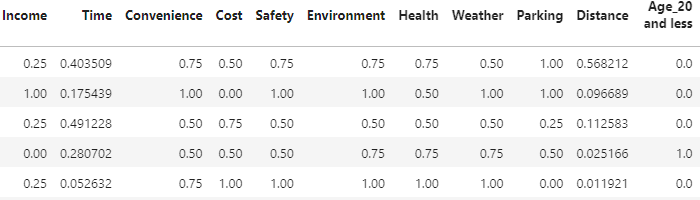 Income Time Convenience Cost Safety Environment Health Weather Parking Distance Age_20 and less
0.25 0.403509 0.75 0.50 0.75 0.75 0.75 0.50 1.00 0.568212 0.0
1.00 0.175439 1.00 0.00 1.00 1.00 0.50 1.00 1.00 0.096689 0.0
0.25 0.491228 0.50 0.75 0.50 0.50 0.50 0.50 0.25 0.112583 0.0
0.00 0.280702 0.50 0.50 0.50 0.75 0.75 0.75 0.50 0.025166 1.0
0.25 0.052632 0.75 1.00 1.00 1.00 1.00 1.00 0.00 0.011921 0.0